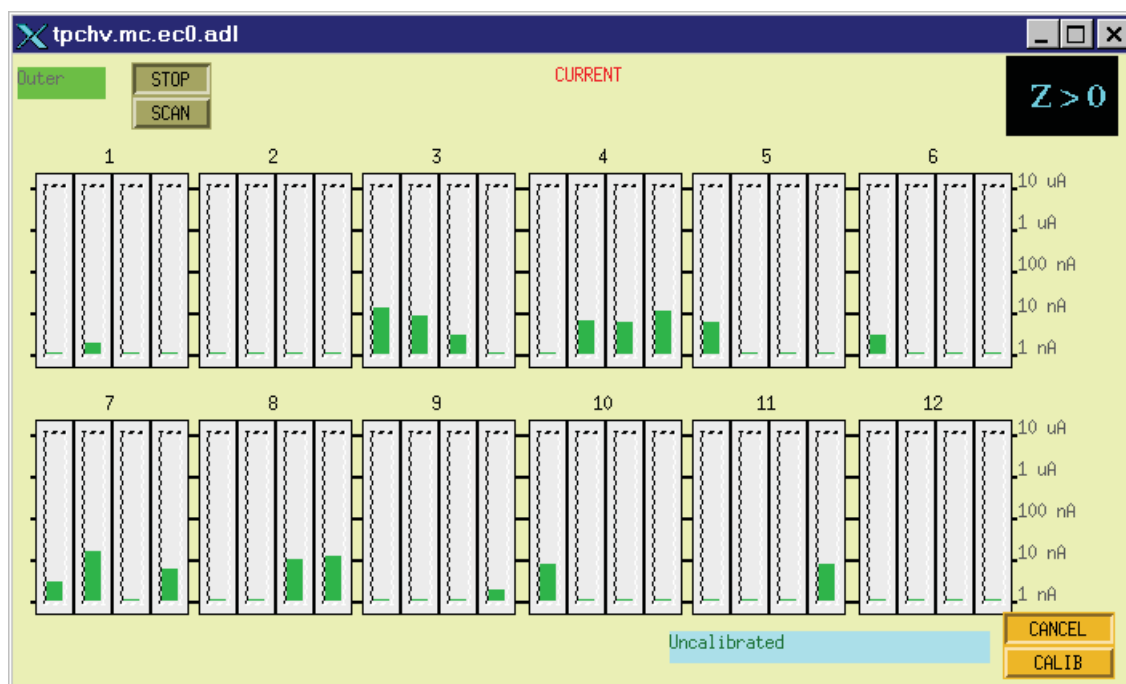 tpchv.mc.ec0.adl
Outer
STOP
CURRENT
Z > 0
SCAN
1 2 3 4 5 6
10 uA
1 uA
100 nA
10 nA
1 nA
7 8 9 10 11 12
10 uA
1 uA
100 nA
10 nA
1 nA
Uncalibrated
CANCEL
CALIB